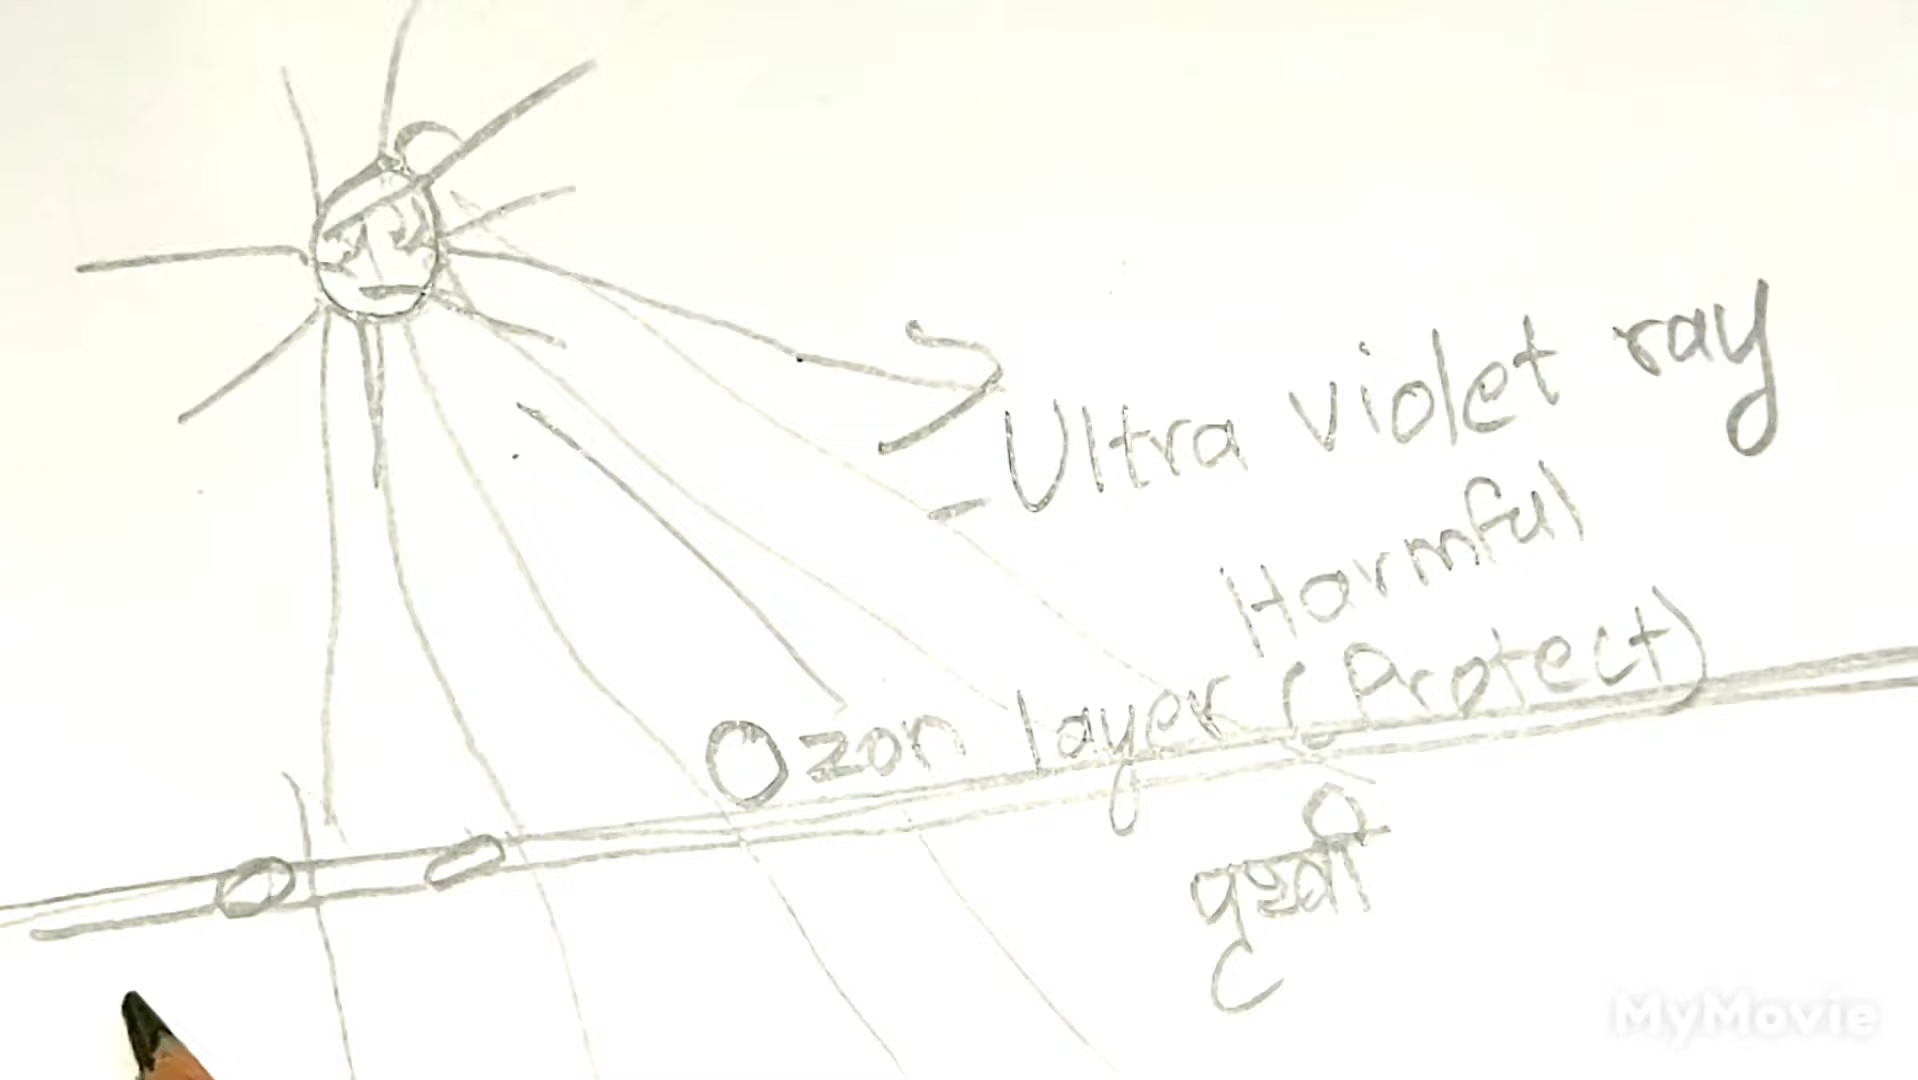 Ultra violet ray
Harmful
Ozon layer (Protect)
पृथ्वी
MyMovie